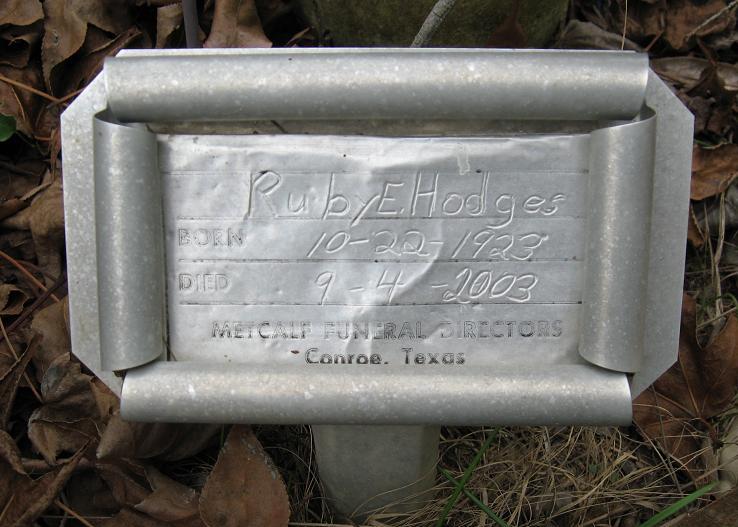 Ruby E. Hodges
BORN 10-22-1923
DIED 9-4-2003
METCALF FUNERAL DIRECTORS
Conroe, Texas